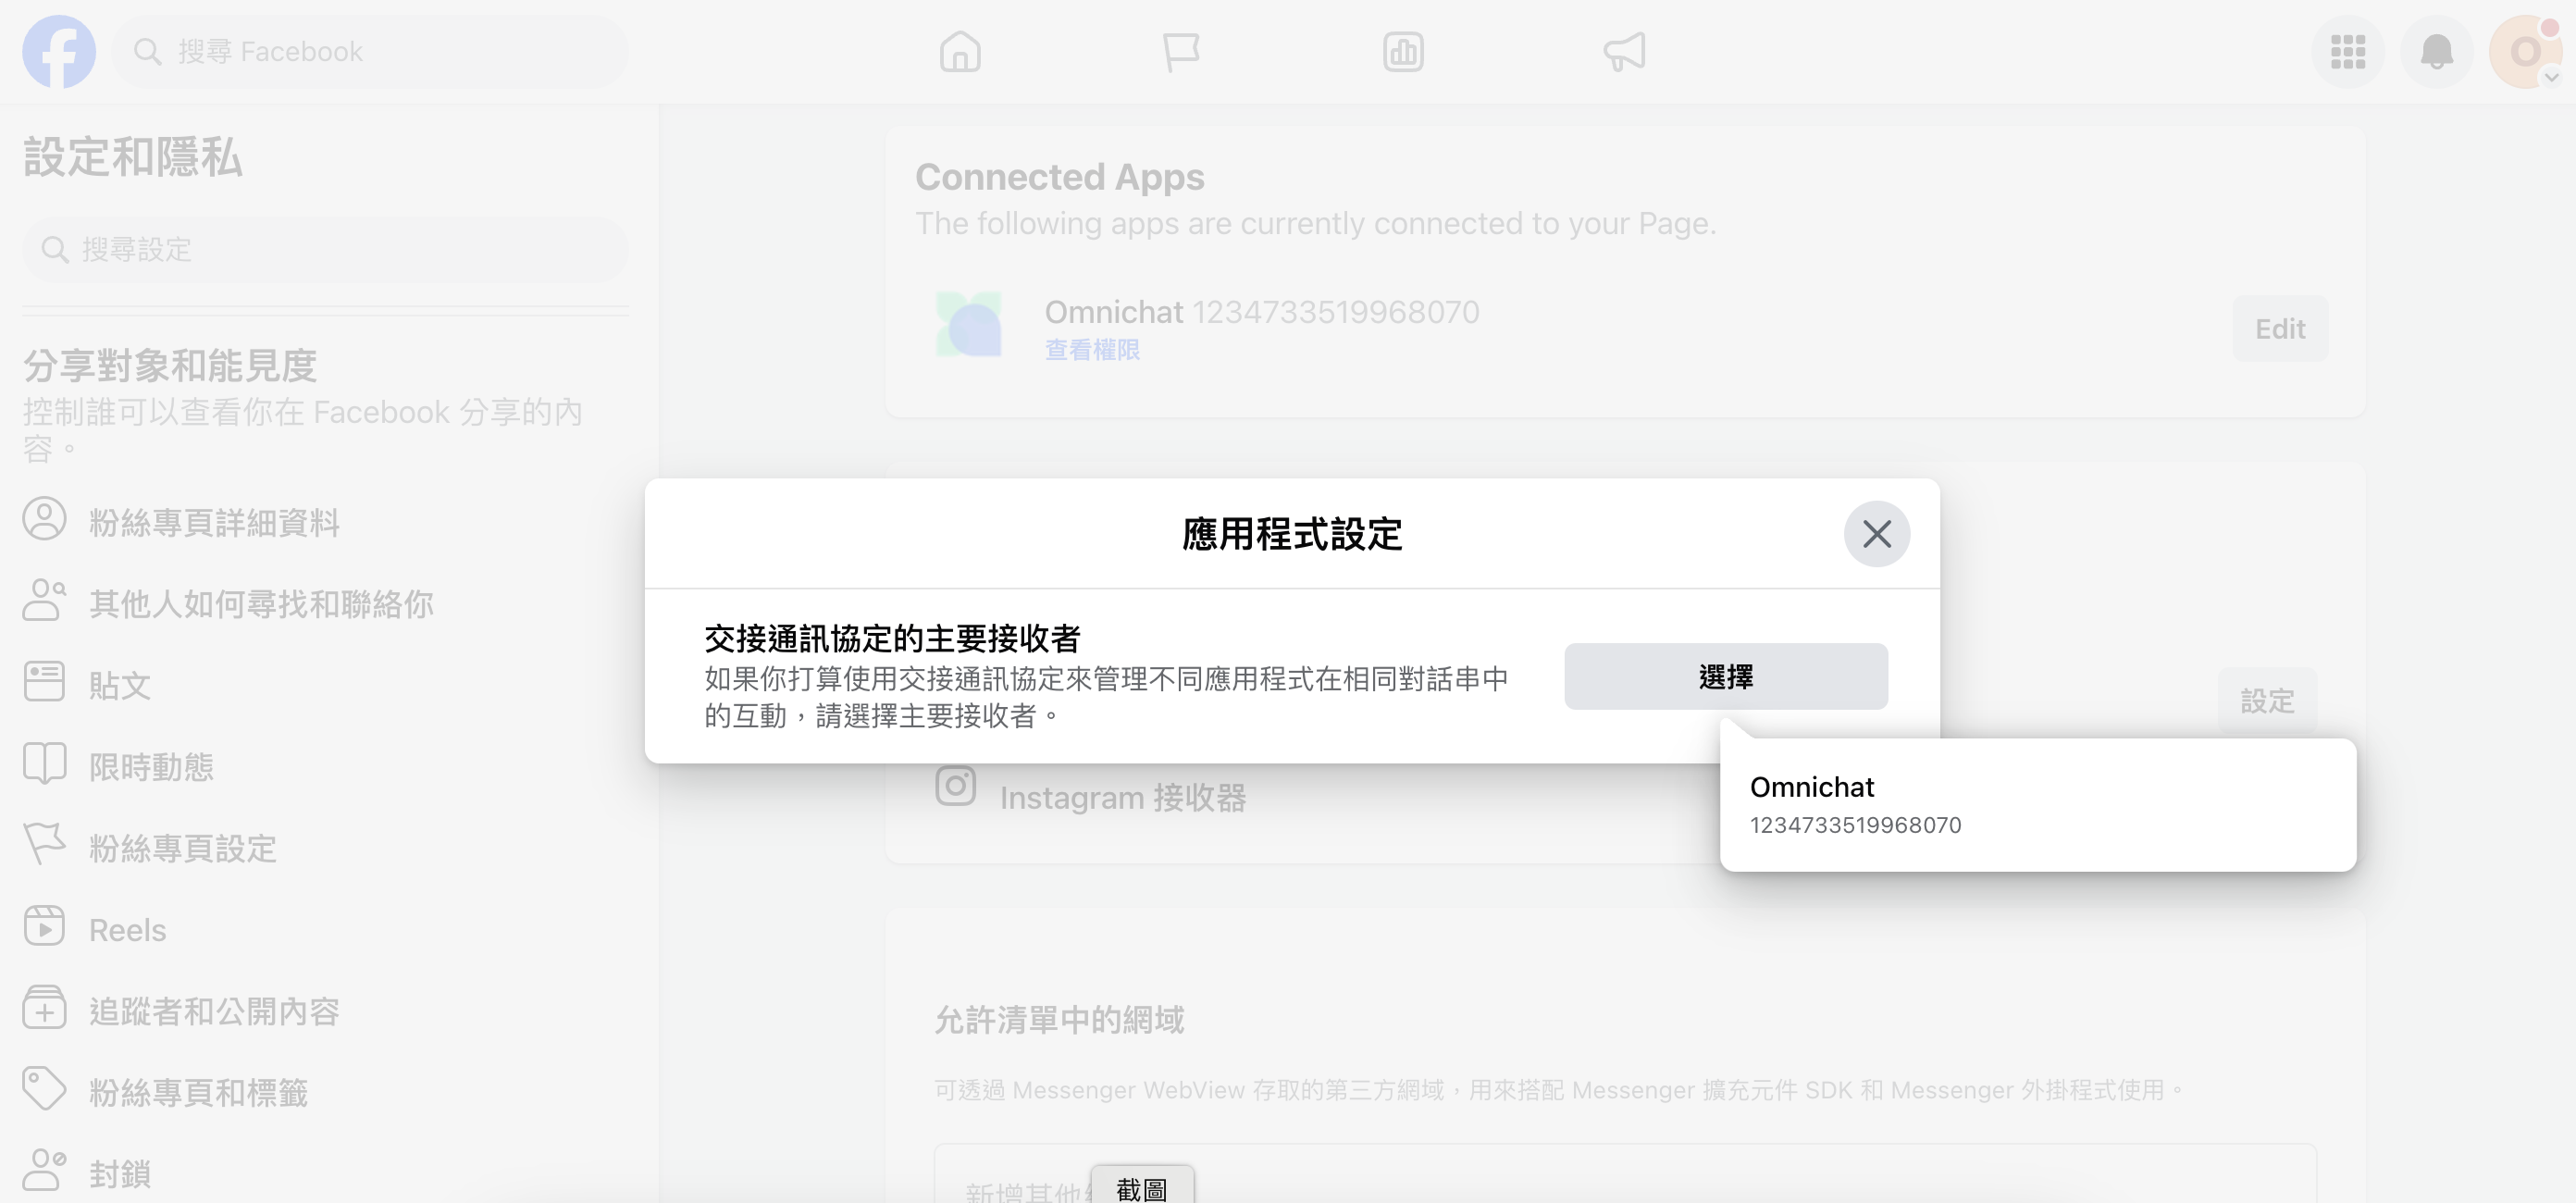 搜尋 Facebook
O
設定和隱私
搜尋設定
分享對象和能見度
控制誰可以查看你在 Facebook 分享的內
容。
粉絲專頁詳細資料
其他人如何尋找和聯絡你
貼文
限時動態
粉絲專頁設定
Reels
追蹤者和公開內容
粉絲專頁和標籤
封鎖
Connected Apps
The following apps are currently connected to your Page.
Omnichat 1234733519968070
查看權限
Edit
應用程式設定
交接通訊協定的主要接收者
如果你打算使用交接通訊協定來管理不同應用程式在相同對話串中
的互動，請選擇主要接收者。
選擇
設定
Omnichat
1234733519968070
Instagram 接收器
允許清單中的網域
可透過 Messenger WebView 存取的第三方網域，用來搭配 Messenger 擴充元件 SDK 和 Messenger 外掛程式使用。
新增其他
截圖